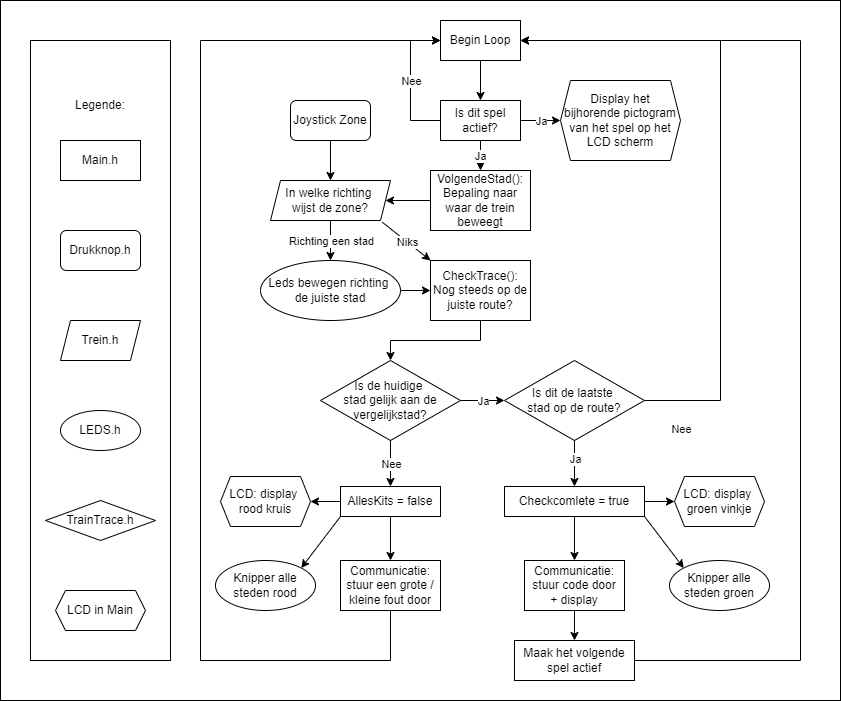 Legende:
Main.h
Drukknop.h
Trein.h
LEDS.h
TrainTrace.h
LCD in Main
Begin Loop
Nee
Is dit spel
actief?
Ja
Display het
bijhorende pictogram
van het spel op het
LCD scherm
Joystick Zone
Ja
VolgendeStad():
Bepaling naar
waar de trein
beweegt
In welke richting
wijst de zone?
Richting een stad
Niks
Leds bewegen richting
de juiste stad
CheckTrace():
Nog steeds op de
juiste route?
Is de huidige
stad gelijk aan de
vergelijkstad?
Ja
Is dit de laatste
stad op de route?
Nee
Nee
Ja
LCD: display
rood kruis
AllesKits = false
Checkcomlete = true
LCD: display
groen vinkje
Knipper alle
steden rood
Communicatie:
stuur een grote /
kleine fout door
Communicatie:
stuur code door
+ display
Knipper alle
steden groen
Maak het volgende
spel actief